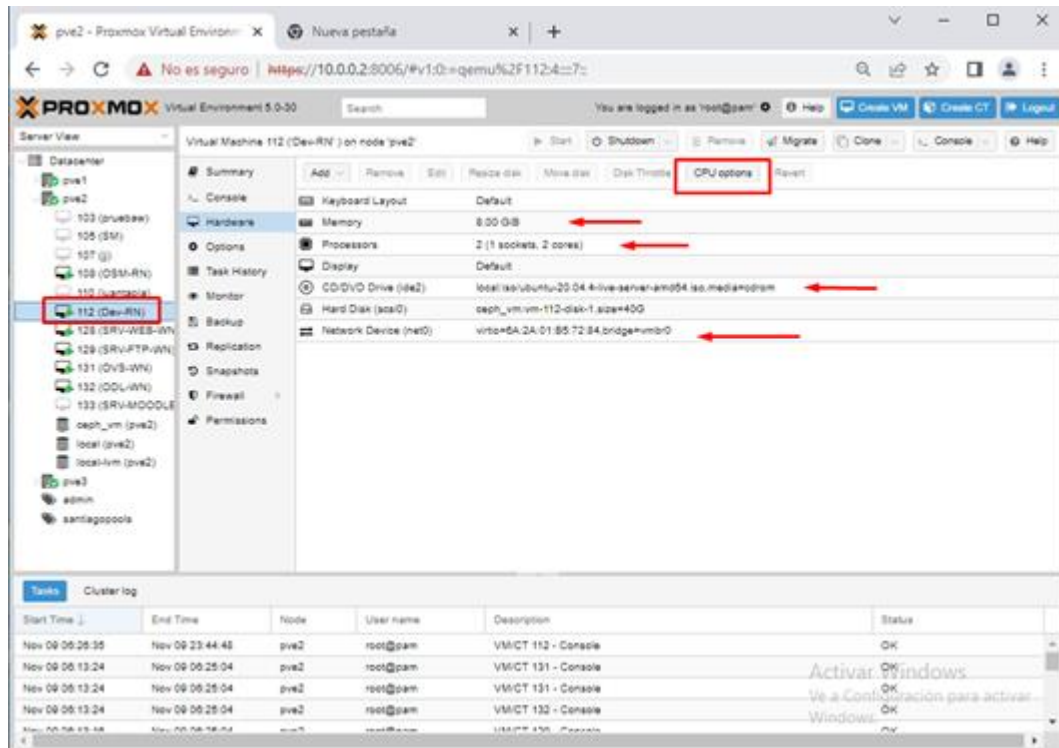 pve2 - Proxmox Virtual Environm
Nueva pestaña
No es seguro | https://10.0.0.2:8006/#v1:0:=qemu%2F112:4:::7::
PROXMOX Virtual Environment 5.0-30
Search
You are logged in as 'root@pam'
Help
Create VM
Create CT
Logout
Server View
Virtual Machine 112 ('Dev-RN') on node 'pve2'
Start
Shutdown
Remove
Migrate
Clone
Console
Help
Datacenter
pve1
pve2
103 (pruebaw)
105 (SM)
107 (jj)
108 (OSM-RN)
112 (Dev-RN)
128 (SRV-WEB-WN
129 (SRV-FTP-WN)
131 (OVS-WN)
132 (ODL-WN)
133 (SRV-MOODLE
ceph_vm (pve2)
local (pve2)
local-lvm (pve2)
pve3
admin
santiagopools
Summary
Console
Hardware
Options
Task History
Monitor
Backup
Replication
Snapshots
Firewall
Permissions
Add
Remove
Edit
Resize disk
Move disk
Disk Throttle
CPU options
Revert
Keyboard Layout Default
Memory 8.00 GiB
Processors 2 (1 sockets, 2 cores)
Display Default
CD/DVD Drive (ide2) local:iso/ubuntu-20.04.4-live-server-amd64.iso,media=cdrom
Hard Disk (scsi0) ceph_vm:vm-112-disk-1,size=40G
Network Device (net0) virtio=6A:2A:01:B5:72:84,bridge=vmbr0
Tasks
Cluster log
Start Time End Time Node User name Description Status
Nov 09 06:26:35 Nov 09 23:44:48 pve2 root@pam VM/CT 112 - Console OK
Nov 09 06:13:24 Nov 09 06:25:04 pve2 root@pam VM/CT 131 - Console OK
Nov 09 06:13:24 Nov 09 06:25:04 pve2 root@pam VM/CT 131 - Console OK
Nov 09 06:13:24 Nov 09 06:25:04 pve2 root@pam VM/CT 132 - Console OK
Activar Windows
Ve a Configuración para activar
Windows.